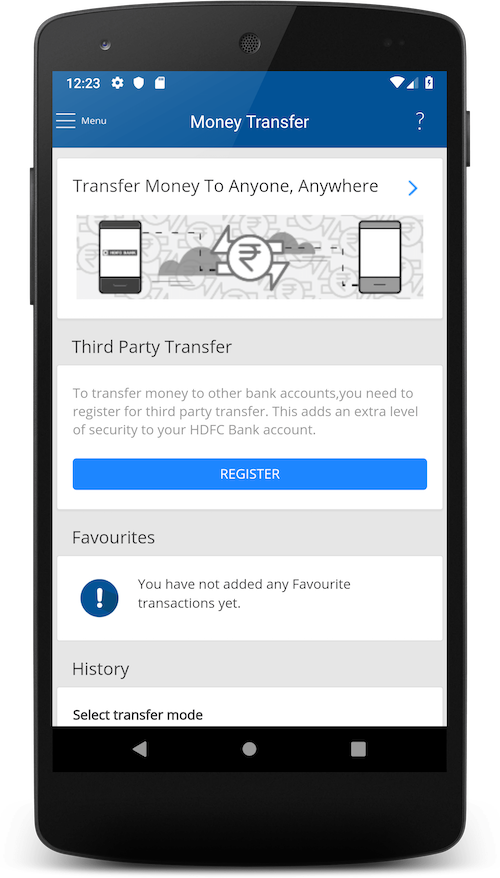 12:23
Menu
Money Transfer
?
Transfer Money To Anyone, Anywhere
HDFC BANK
Third Party Transfer
To transfer money to other bank accounts,you need to
register for third party transfer. This adds an extra level
of security to your HDFC Bank account.
REGISTER
Favourites
You have not added any Favourite
transactions yet.
History
Select transfer mode